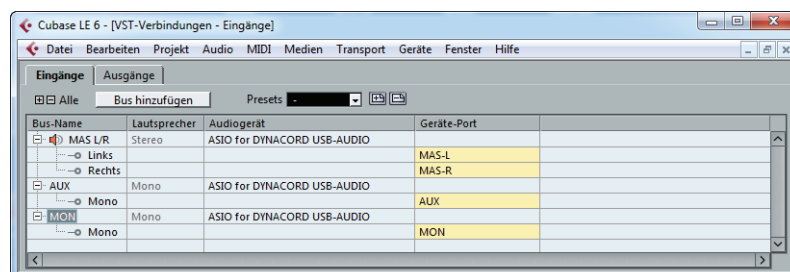 Cubase LE 6 - [VST-Verbindungen - Eingänge]
Datei Bearbeiten Projekt Audio MIDI Medien Transport Geräte Fenster Hilfe
Eingänge Ausgänge
Alle Bus hinzufügen Presets -
Bus-Name Lautsprecher Audiogerät Geräte-Port
MAS L/R Stereo ASIO for DYNACORD USB-AUDIO
Links MAS-L
Rechts MAS-R
AUX Mono ASIO for DYNACORD USB-AUDIO
Mono AUX
MON Mono ASIO for DYNACORD USB-AUDIO
Mono MON